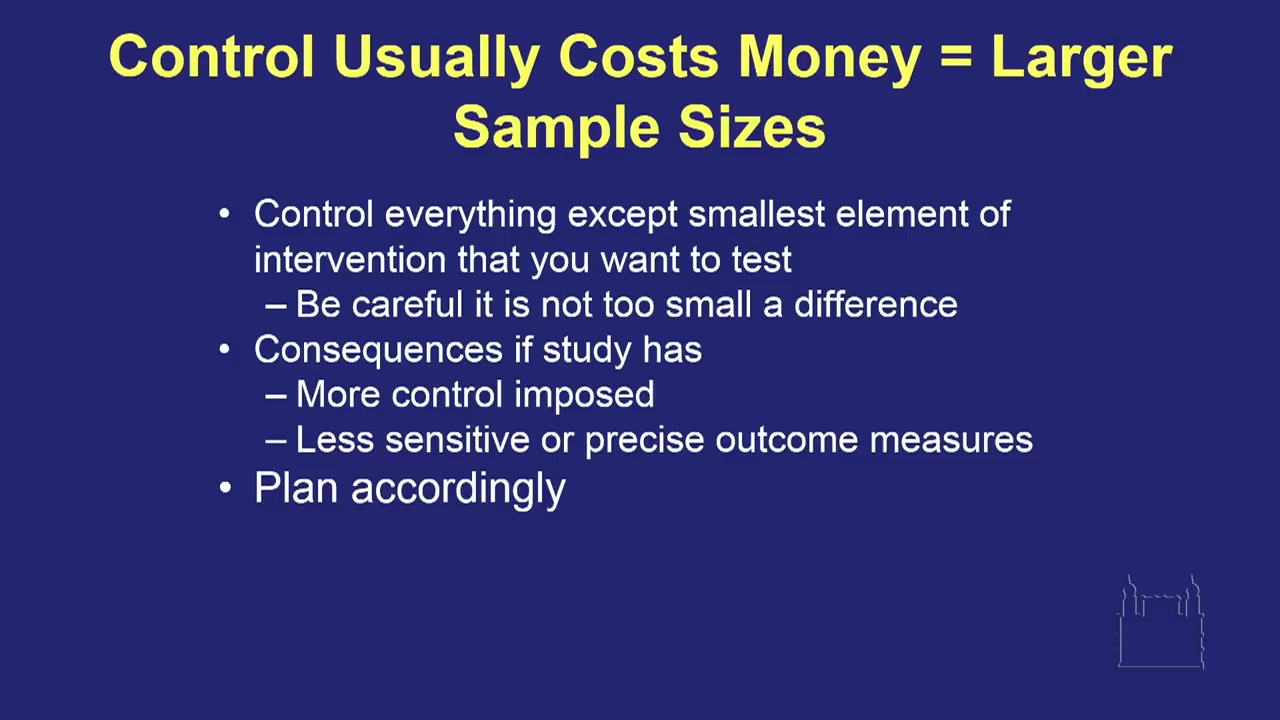 Control Usually Costs Money = Larger
Sample Sizes
• Control everything except smallest element of
intervention that you want to test
– Be careful it is not too small a difference
• Consequences if study has
– More control imposed
– Less sensitive or precise outcome measures
• Plan accordingly